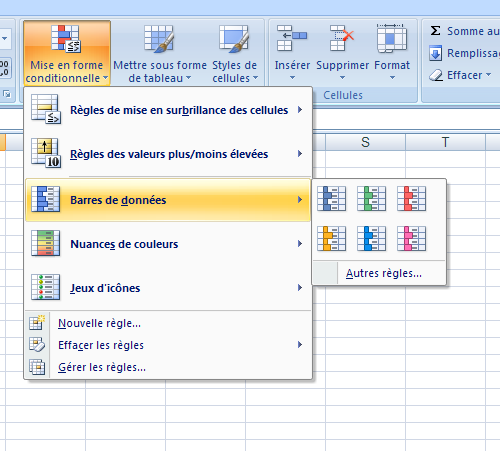 Mise en forme
conditionnelle
Mettre sous forme
de tableau
Styles de
cellules
Insérer
Supprimer
Format
Cellules
Somme au
Remplissa
Effacer
Règles de mise en surbrillance des cellules
Règles des valeurs plus/moins élevées
10
Barres de données
Nuances de couleurs
Jeux d'icônes
Nouvelle règle...
Effacer les règles
Gérer les règles...
Autres règles...
S
T